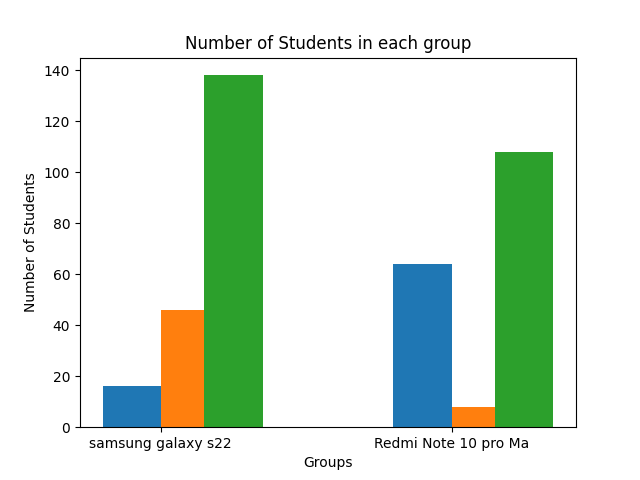 Number of Students in each group
140
120
100
80
60
40
20
0
Number of Students
samsung galaxy s22
Redmi Note 10 pro Ma
Groups